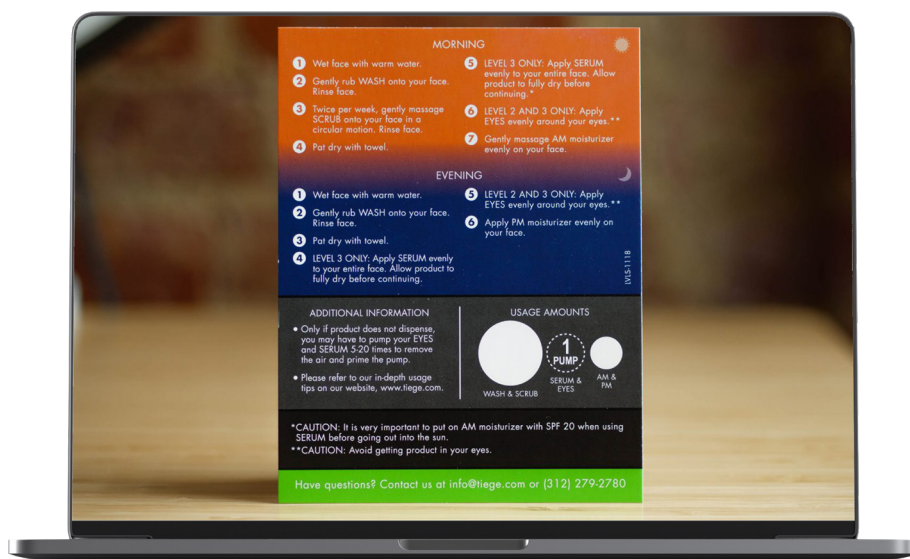 MORNING
1 Wet face with warm water.
2 Gently rub WASH onto your face.
Rinse face.
3 Twice per week, gently massage
SCRUB onto your face in a
circular motion. Rinse face.
4 Pat dry with towel.
5 LEVEL 3 ONLY: Apply SERUM
evenly to your entire face. Allow
product to fully dry before
continuing.*
6 LEVEL 2 AND 3 ONLY: Apply
EYES evenly around your eyes.**
7 Gently massage AM moisturizer
evenly on your face.
EVENING
1 Wet face with warm water.
2 Gently rub WASH onto your face.
Rinse face.
3 Pat dry with towel.
4 LEVEL 3 ONLY: Apply SERUM evenly
to your entire face. Allow product to
fully dry before continuing.
5 LEVEL 2 AND 3 ONLY: Apply
EYES evenly around your eyes.**
6 Apply PM moisturizer evenly on
your face.
LVLS-1118
ADDITIONAL INFORMATION
• Only if product does not dispense,
you may have to pump your EYES
and SERUM 5-20 times to remove
the air and prime the pump.
• Please refer to our in-depth usage
tips on our website, www.tiege.com.
USAGE AMOUNTS
WASH & SCRUB
1
PUMP
SERUM &
EYES
AM &
PM
*CAUTION: It is very important to put on AM moisturizer with SPF 20 when using
SERUM before going out into the sun.
**CAUTION: Avoid getting product in your eyes.
Have questions? Contact us at info@tiege.com or (312) 279-2780